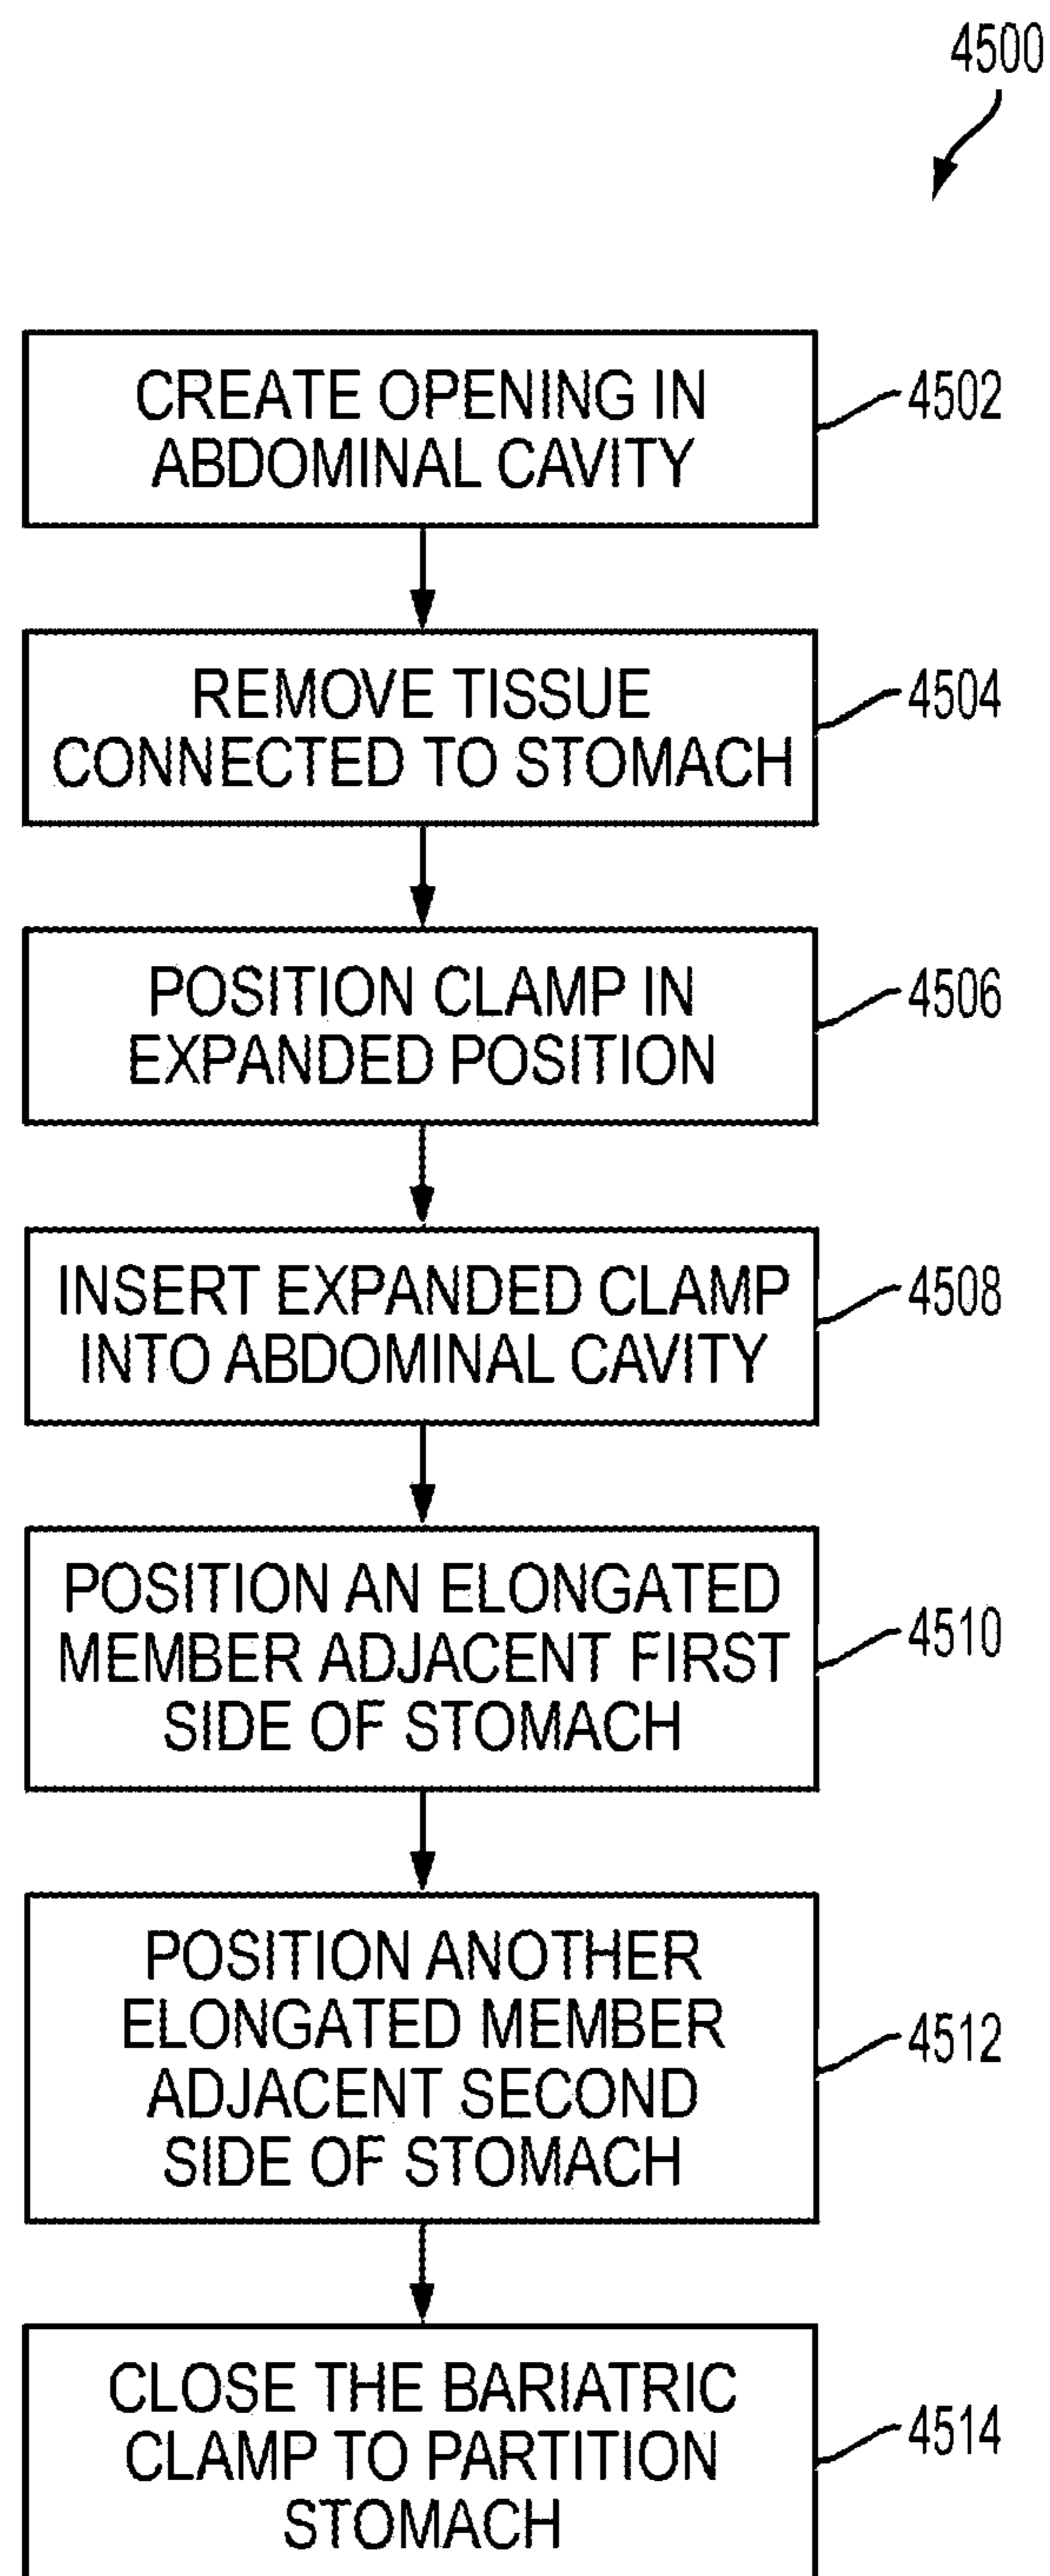 4500
CREATE OPENING IN
ABDOMINAL CAVITY
4502
REMOVE TISSUE
CONNECTED TO STOMACH
4504
POSITION CLAMP IN
EXPANDED POSITION
4506
INSERT EXPANDED CLAMP
INTO ABDOMINAL CAVITY
4508
POSITION AN ELONGATED
MEMBER ADJACENT FIRST
SIDE OF STOMACH
4510
POSITION ANOTHER
ELONGATED MEMBER
ADJACENT SECOND
SIDE OF STOMACH
4512
CLOSE THE BARIATRIC
CLAMP TO PARTITION
STOMACH
4514